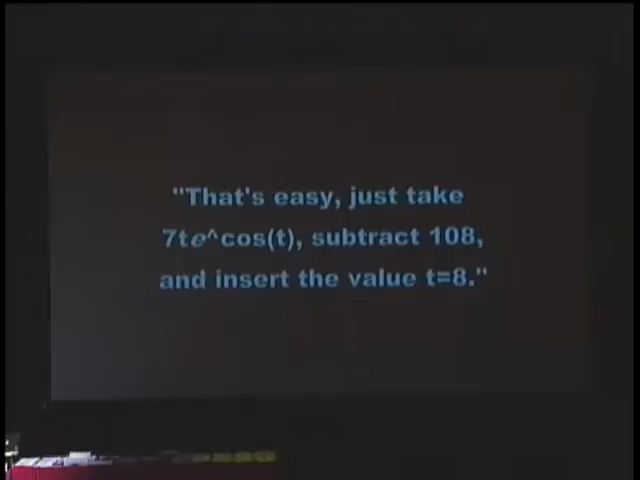 "That's easy, just take
7te^cos(t), subtract 108,
and insert the value t=8."